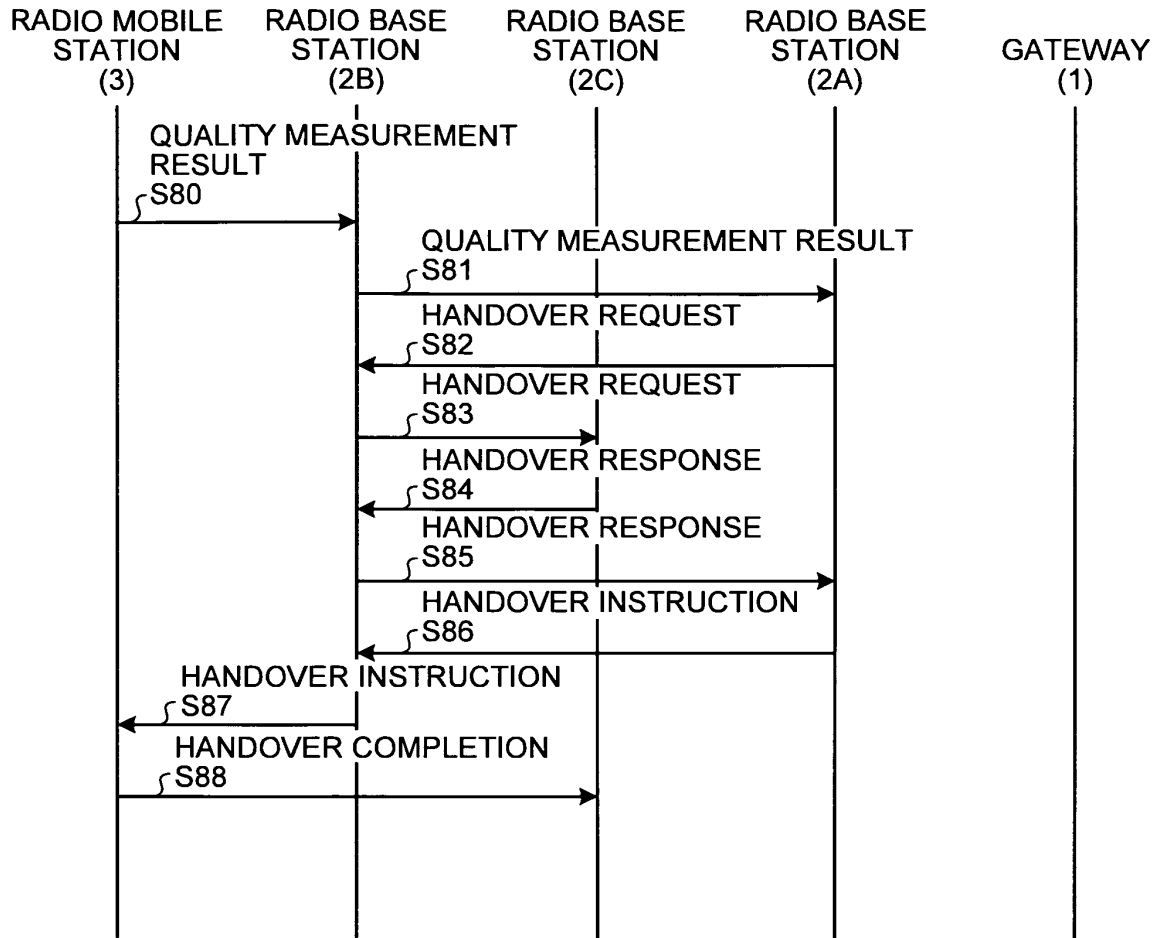 RADIO MOBILE
STATION
(3)
RADIO BASE
STATION
(2B)
RADIO BASE
STATION
(2C)
RADIO BASE
STATION
(2A)
GATEWAY
(1)
QUALITY MEASUREMENT
RESULT
S80
QUALITY MEASUREMENT RESULT
S81
HANDOVER REQUEST
S82
HANDOVER REQUEST
S83
HANDOVER RESPONSE
S84
HANDOVER RESPONSE
S85
HANDOVER INSTRUCTION
S86
HANDOVER INSTRUCTION
S87
HANDOVER COMPLETION
S88